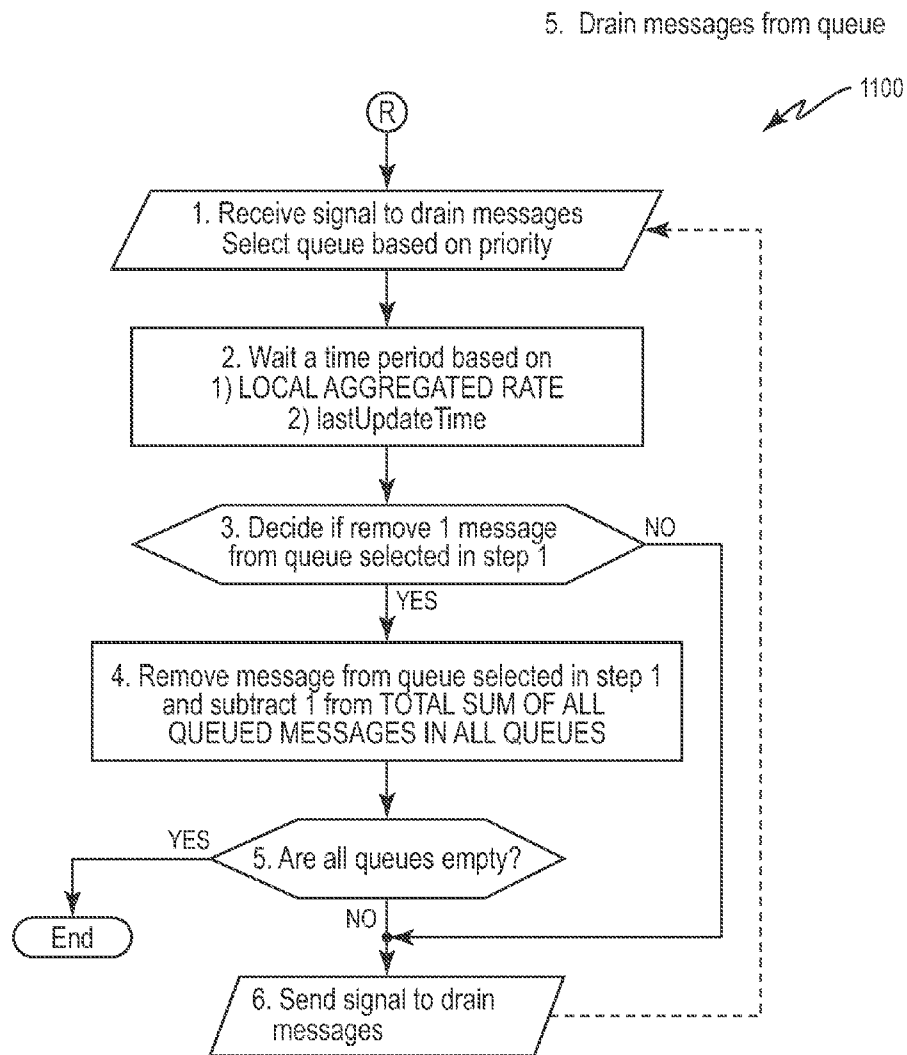 5. Drain messages from queue
1100
R
1. Receive signal to drain messages
Select queue based on priority
2. Wait a time period based on
1) LOCAL AGGREGATED RATE
2) lastUpdateTime
3. Decide if remove 1 message
from queue selected in step 1
NO
YES
4. Remove message from queue selected in step 1
and subtract 1 from TOTAL SUM OF ALL
QUEUED MESSAGES IN ALL QUEUES
YES
5. Are all queues empty?
NO
End
6. Send signal to drain
messages